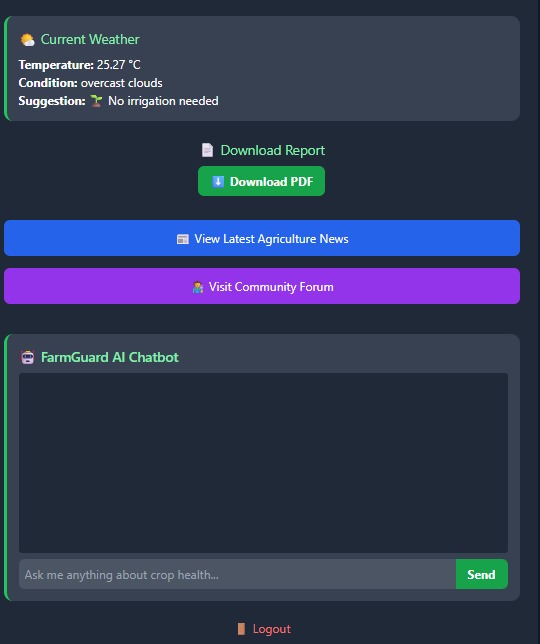 Current Weather
Temperature: 25.27 °C
Condition: overcast clouds
Suggestion: 🌱 No irrigation needed
Download Report
⬇️ Download PDF
View Latest Agriculture News
Visit Community Forum
FarmGuard AI Chatbot
Ask me anything about crop health...
Send
Logout